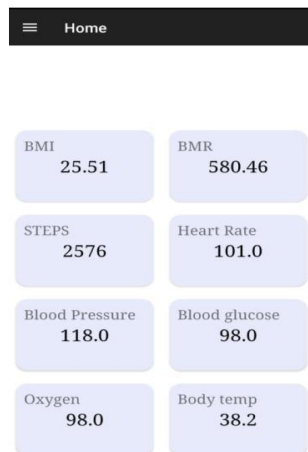 Home
BMI
25.51
BMR
580.46
STEPS
2576
Heart Rate
101.0
Blood Pressure
118.0
Blood glucose
98.0
Oxygen
98.0
Body temp
38.2